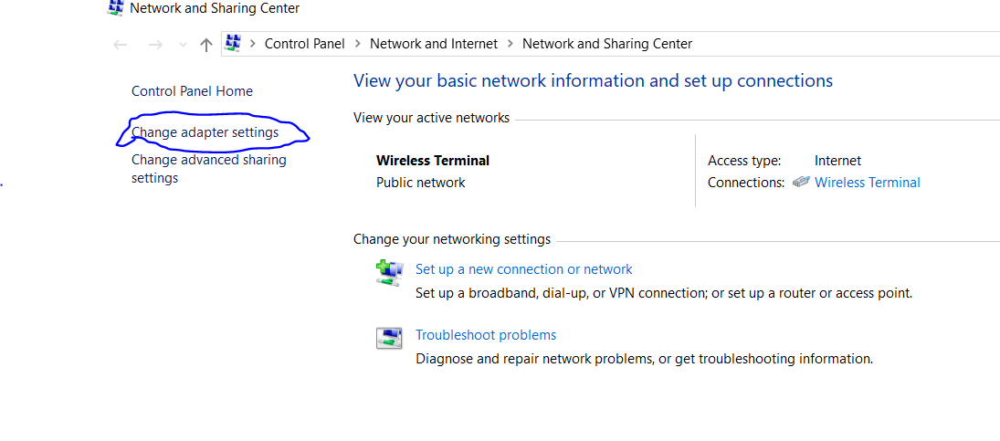 Network and Sharing Center
Control Panel > Network and Internet > Network and Sharing Center
Control Panel Home
Change adapter settings
Change advanced sharing
settings
View your basic network information and set up connections
View your active networks
Wireless Terminal
Public network
Access type: Internet
Connections: Wireless Terminal
Change your networking settings
Set up a new connection or network
Set up a broadband, dial-up, or VPN connection; or set up a router or access point.
Troubleshoot problems
Diagnose and repair network problems, or get troubleshooting information.